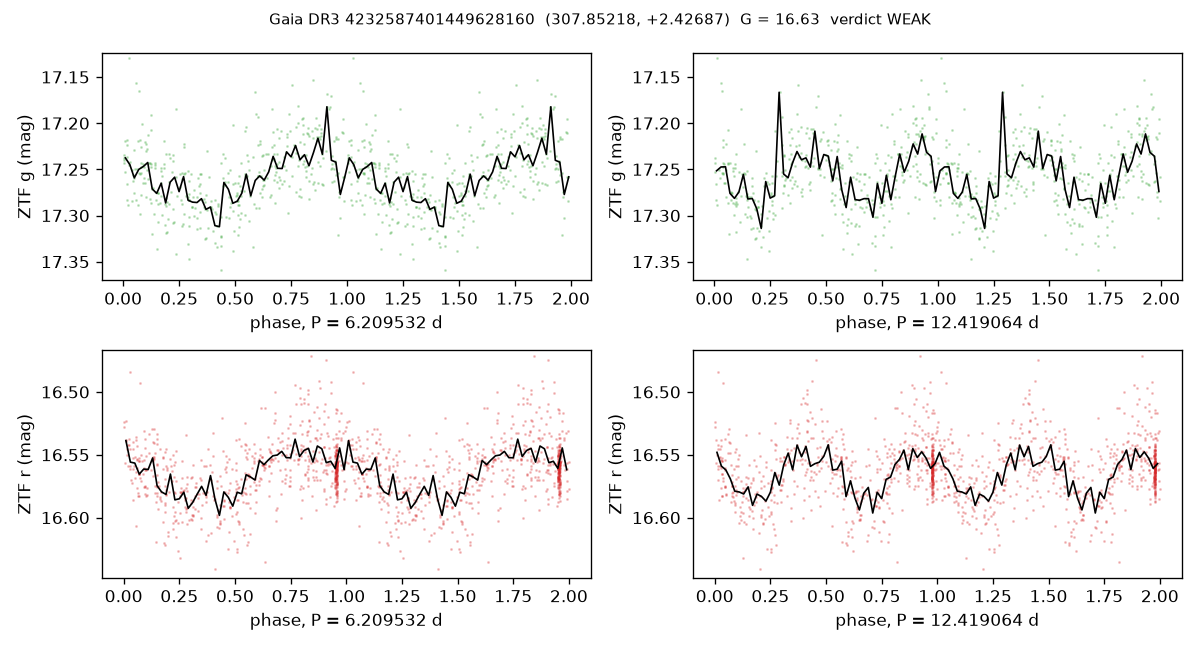 Gaia DR3 4232587401449628160  (307.85218, +2.42687)  G = 16.63  verdict WEAK
ZTF g (mag)
17.15
17.20
17.25
17.30
17.35
0.00 0.25 0.50 0.75 1.00 1.25 1.50 1.75 2.00
phase, P = 6.209532 d
ZTF g (mag)
17.15
17.20
17.25
17.30
17.35
0.00 0.25 0.50 0.75 1.00 1.25 1.50 1.75 2.00
phase, P = 12.419064 d
ZTF r (mag)
16.50
16.55
16.60
0.00 0.25 0.50 0.75 1.00 1.25 1.50 1.75 2.00
phase, P = 6.209532 d
ZTF r (mag)
16.50
16.55
16.60
0.00 0.25 0.50 0.75 1.00 1.25 1.50 1.75 2.00
phase, P = 12.419064 d